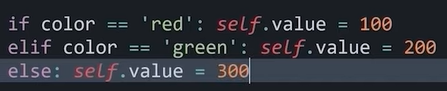 if color == 'red': self.value = 100
elif color == 'green': self.value = 200
else: self.value = 300